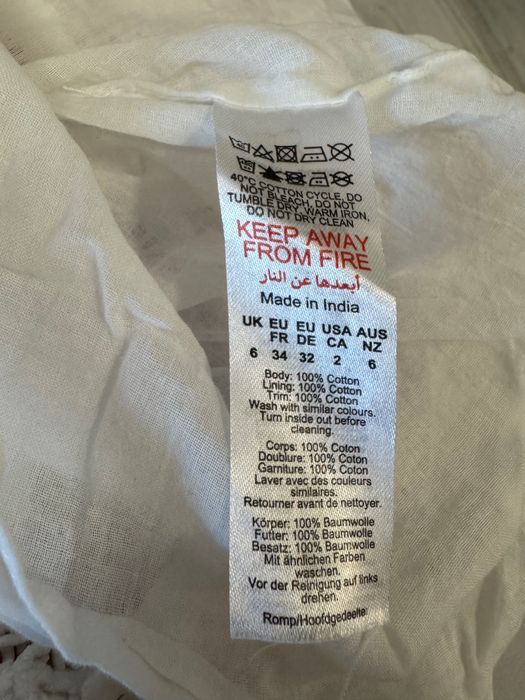 40°C COTTON CYCLE, DO
NOT BLEACH, DO NOT
TUMBLE DRY, WARM IRON,
DO NOT DRY CLEAN
KEEP AWAY
FROM FIRE
أبعدها عن النار
Made in India
UK EU EU USA AUS
FR DE CA NZ
6 34 32 2 6
Body: 100% Cotton
Lining: 100% Cotton
Trim: 100% Cotton
Wash with similar colours.
Turn inside out before
cleaning.
Corps: 100% Coton
Doublure: 100% Coton
Garniture: 100% Coton
Laver avec des couleurs
similaires.
Retourner avant de nettoyer.
Körper: 100% Baumwolle
Futter: 100% Baumwolle
Besatz: 100% Baumwolle
Mit ähnlichen Farben
waschen.
Vor der Reinigung auf links
drehen.
Romp/Hoofdgedeelte: